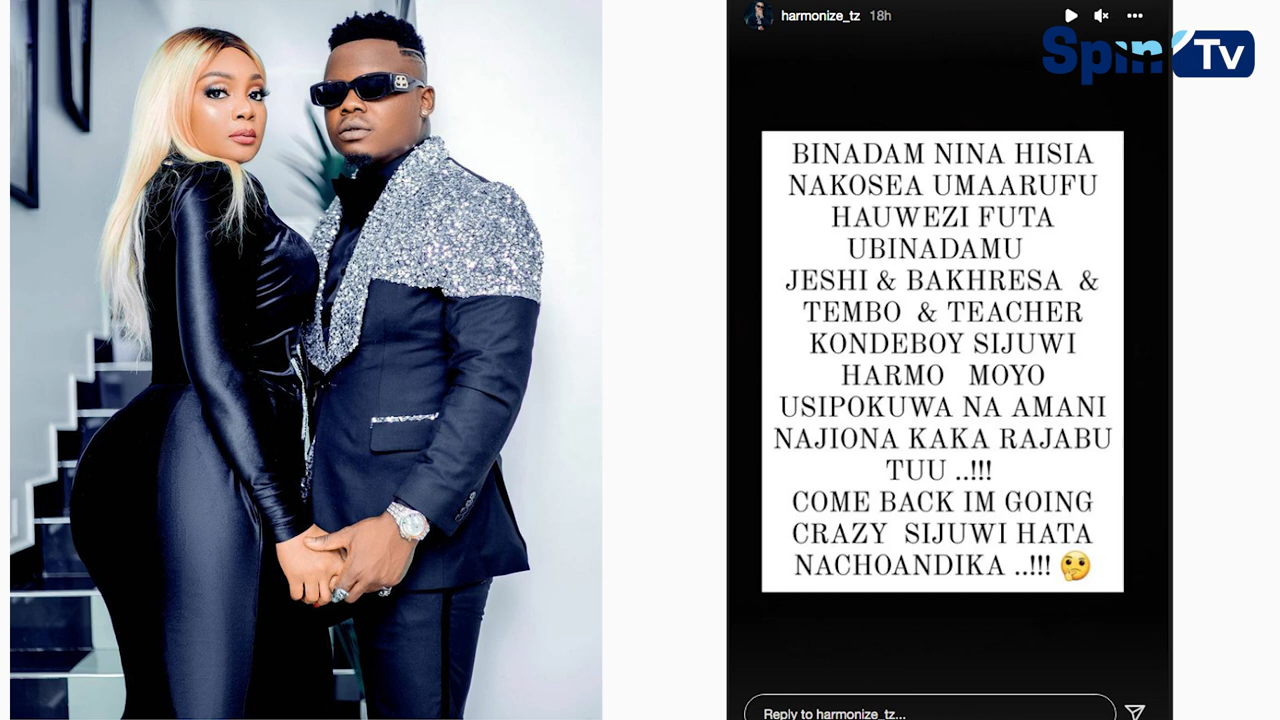 harmonize_tz 18h
Spin Tv
BINADAM NINA HISIA
NAKOSEA UMAARUFU
HAUWEZI FUTA
UBINADAMU
JESHI & BAKHRESA &
TEMBO & TEACHER
KONDEBOY SIJUWI
HARMO MOYO
USIPOKUWA NA AMANI
NAJIONA KAKA RAJABU
TUU ..!!!
COME BACK IM GOING
CRAZY SIJUWI HATA
NACHOANDIKA ..!!! 🤔
Reply to harmonize_tz...